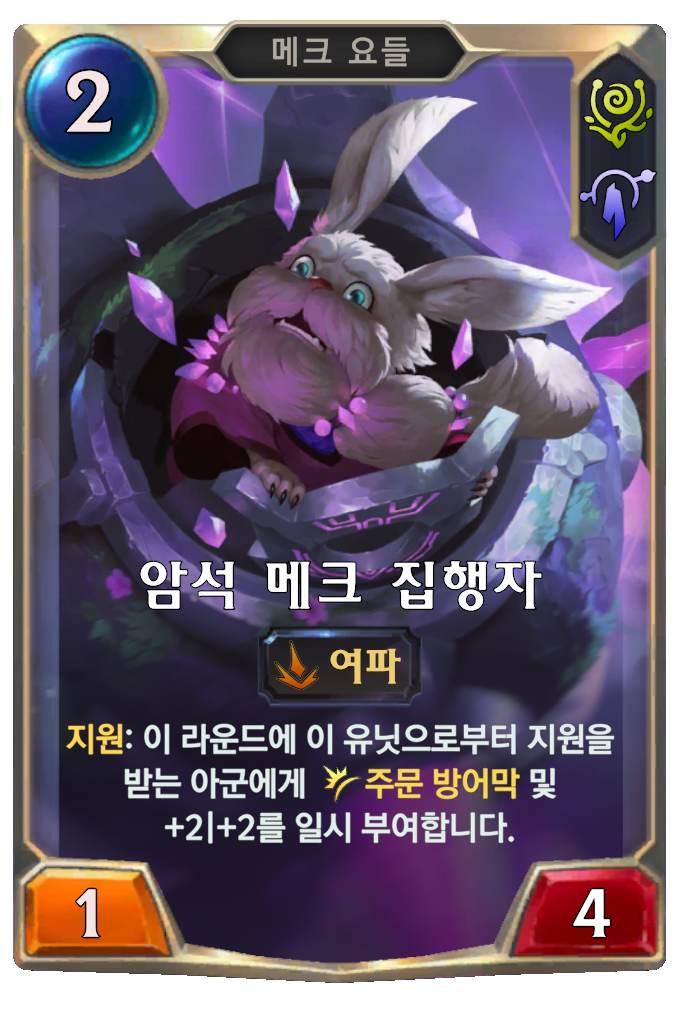 메크 요들
2
암석 메크 집행자
여파
지원: 이 라운드에 이 유닛으로부터 지원을
받는 아군에게 주문 방어막 및
+2|+2를 일시 부여합니다.
1
4